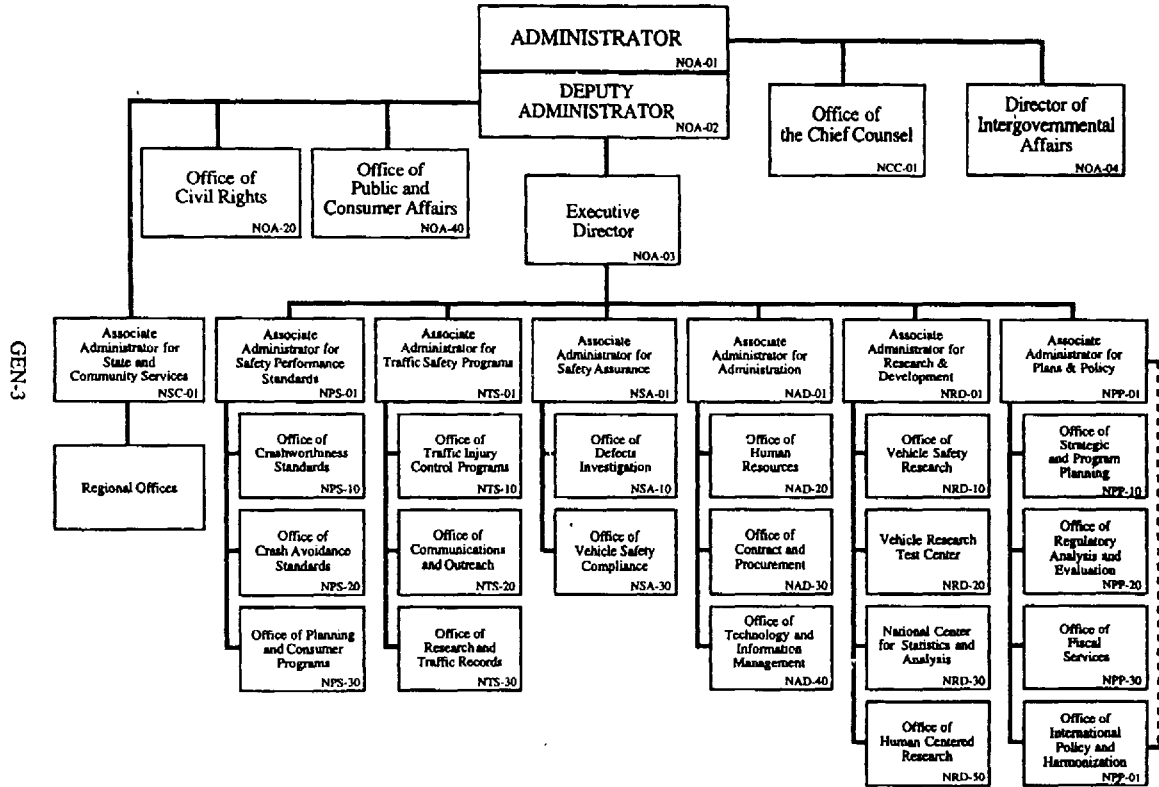 ADMINISTRATOR
NOA-01
DEPUTY
ADMINISTRATOR
NOA-02
Office of
the Chief Counsel
NCC-01
Director of
Intergovernmental
Affairs
NOA-04
Office of
Civil Rights
NOA-20
Office of
Public and
Consumer Affairs
NOA-40
Executive
Director
NOA-03
GEN-3
Associate
Administrator for
State and
Community Services
NSC-01
Associate
Administrator for
Safety Performance
Standards
NPS-01
Associate
Administrator for
Traffic Safety Programs
NTS-01
Associate
Administrator for
Safety Assurance
NSA-01
Associate
Administrator for
Administration
NAD-01
Associate
Administrator for
Research &
Development
NRD-01
Associate
Administrator for
Plans & Policy
NPP-01
Regional Offices
Office of
Crashworthiness
Standards
NPS-10
Office of
Traffic Injury
Control Programs
NTS-10
Office of
Defects
Investigation
NSA-10
Office of
Human
Resources
NAD-20
Office of
Vehicle Safety
Research
NRD-10
Office of
Strategic
and Program
Planning
NPP-10
Office of
Crash Avoidance
Standards
NPS-20
Office of
Communications
and Outreach
NTS-20
Office of
Vehicle Safety
Compliance
NSA-30
Office of
Contract and
Procurement
NAD-30
Vehicle Research
Test Center
NRD-20
Office of
Regulatory
Analysis and
Evaluation
NPP-20
Office of Planning
and Consumer
Programs
NPS-30
Office of
Research and
Traffic Records
NTS-30
Office of
Technology and
Information
Management
NAD-40
National Center
for Statistics and
Analysis
NRD-30
Office of
Fiscal
Services
NPP-30
Office of
Human Centered
Research
NRD-50
Office of
International
Policy and
Harmonization
NPP-01